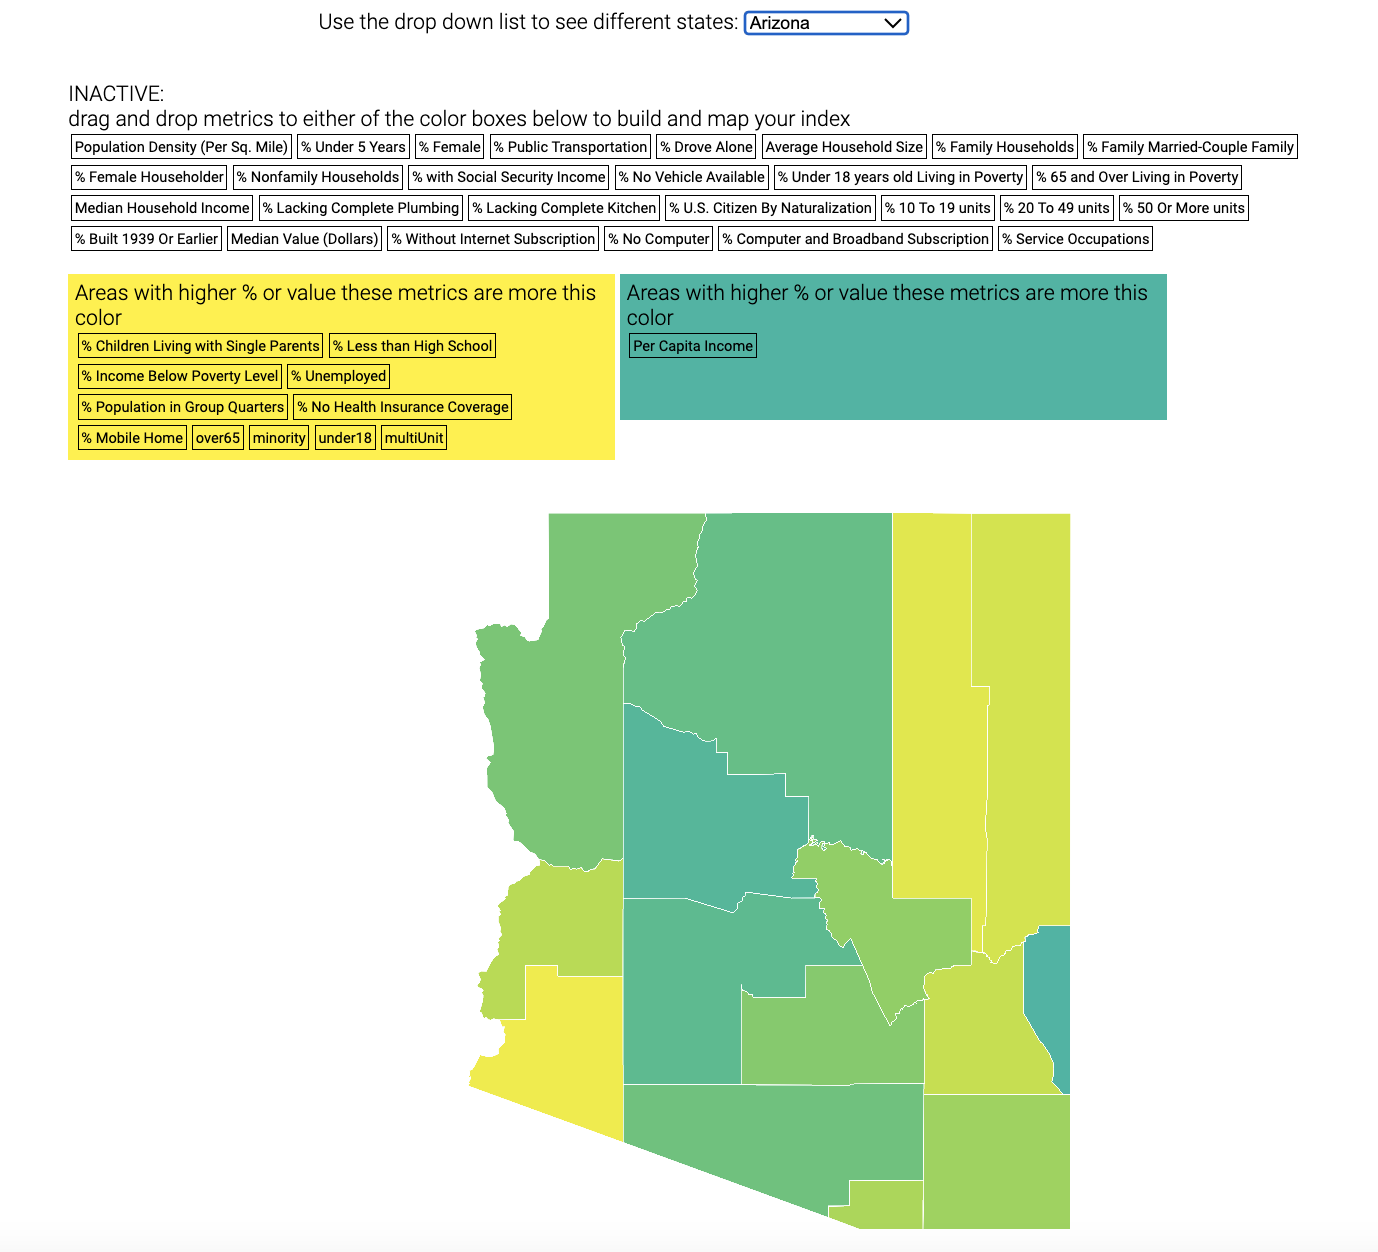 Use the drop down list to see different states: Arizona
INACTIVE:
drag and drop metrics to either of the color boxes below to build and map your index
Population Density (Per Sq. Mile) % Under 5 Years % Female % Public Transportation % Drove Alone Average Household Size % Family Households % Family Married-Couple Family
% Female Householder % Nonfamily Households % with Social Security Income % No Vehicle Available % Under 18 years old Living in Poverty % 65 and Over Living in Poverty
Median Household Income % Lacking Complete Plumbing % Lacking Complete Kitchen % U.S. Citizen By Naturalization % 10 To 19 units % 20 To 49 units % 50 Or More units
% Built 1939 Or Earlier Median Value (Dollars) % Without Internet Subscription % No Computer % Computer and Broadband Subscription % Service Occupations
Areas with higher % or value these metrics are more this
color
% Children Living with Single Parents % Less than High School
% Income Below Poverty Level % Unemployed
% Population in Group Quarters % No Health Insurance Coverage
% Mobile Home over65 minority under18 multiUnit
Areas with higher % or value these metrics are more this
color
Per Capita Income